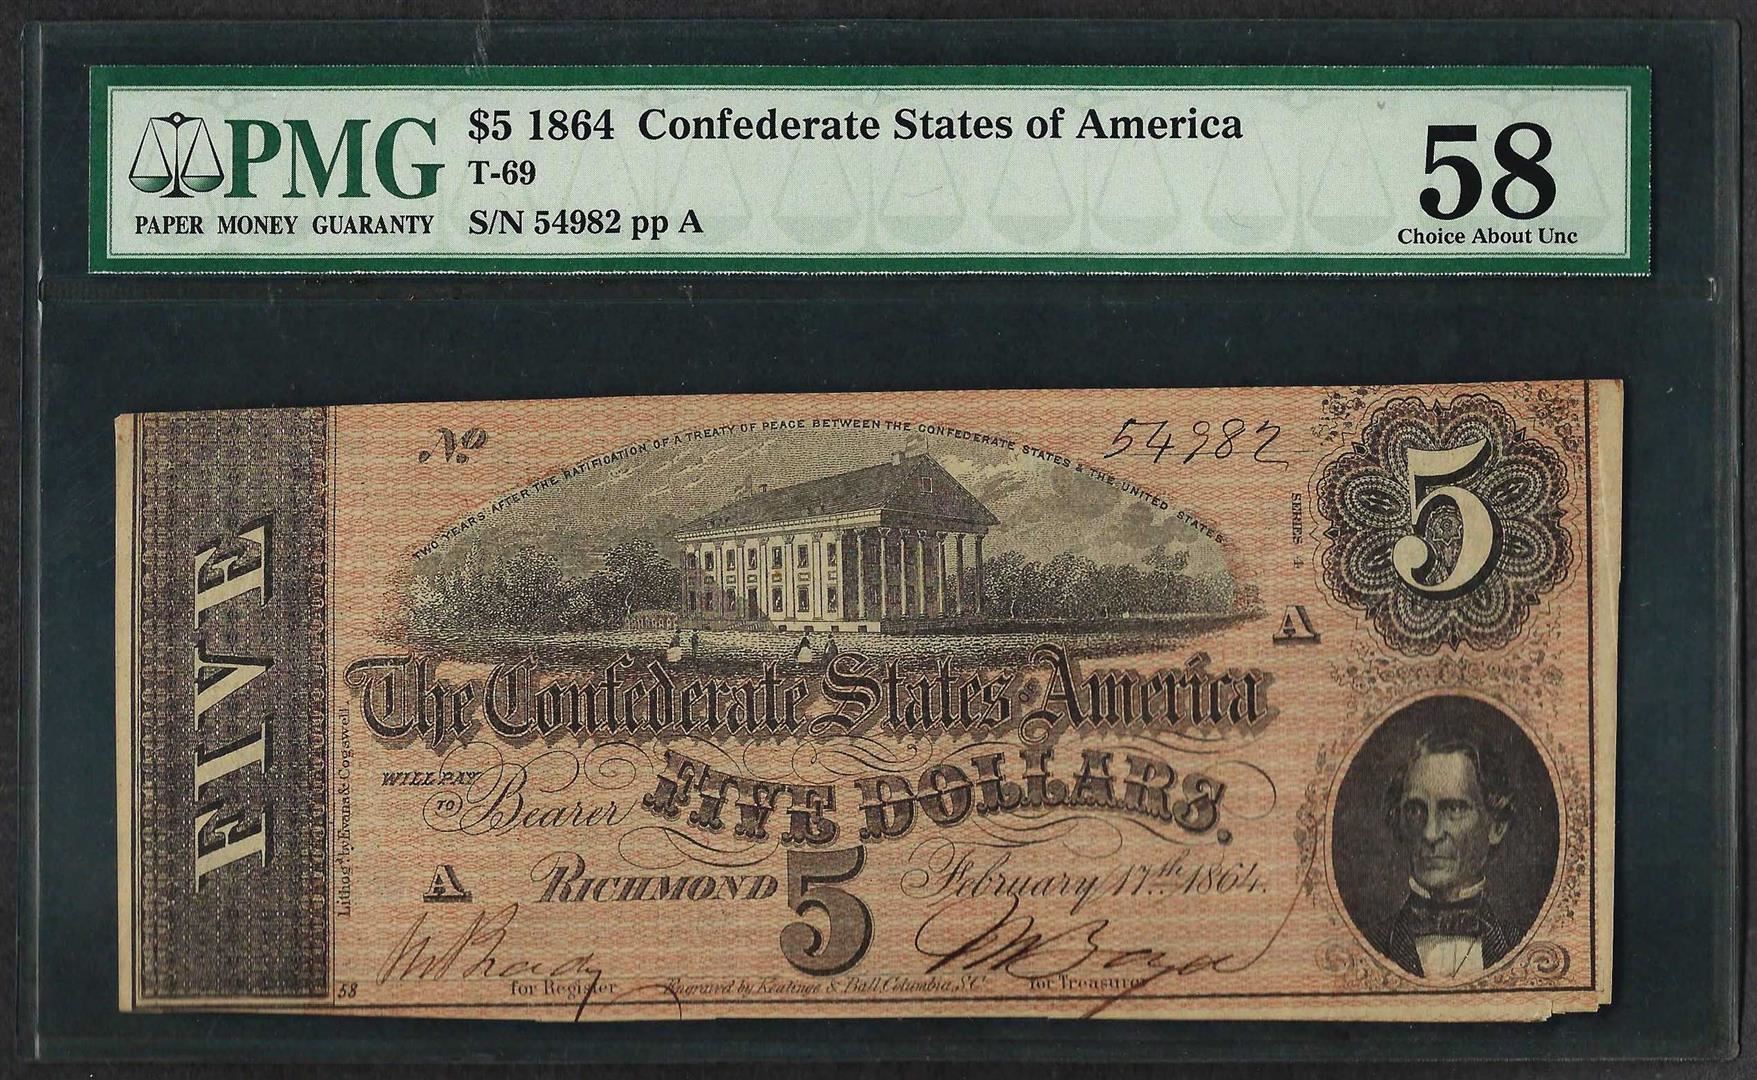 PMG
PAPER MONEY GUARANTY
$5 1864 Confederate States of America
T-69
S/N 54982 pp A
58
Choice About Unc
No
54982
TWO YEARS AFTER THE RATIFICATION OF A TREATY OF PEACE BETWEEN THE CONFEDERATE STATES & THE UNITED STATES
SERIES 4
5
FIVE
A
The Confederate States of America
WILL PAY
TO Bearer FIVE DOLLARS.
A RICHMOND 5 February 17th 1864.
Lithog'd by Evans & Cogswell
for Register
for Treasurer
58
Engraved by Keatinge & Ball, Columbia, S.C.